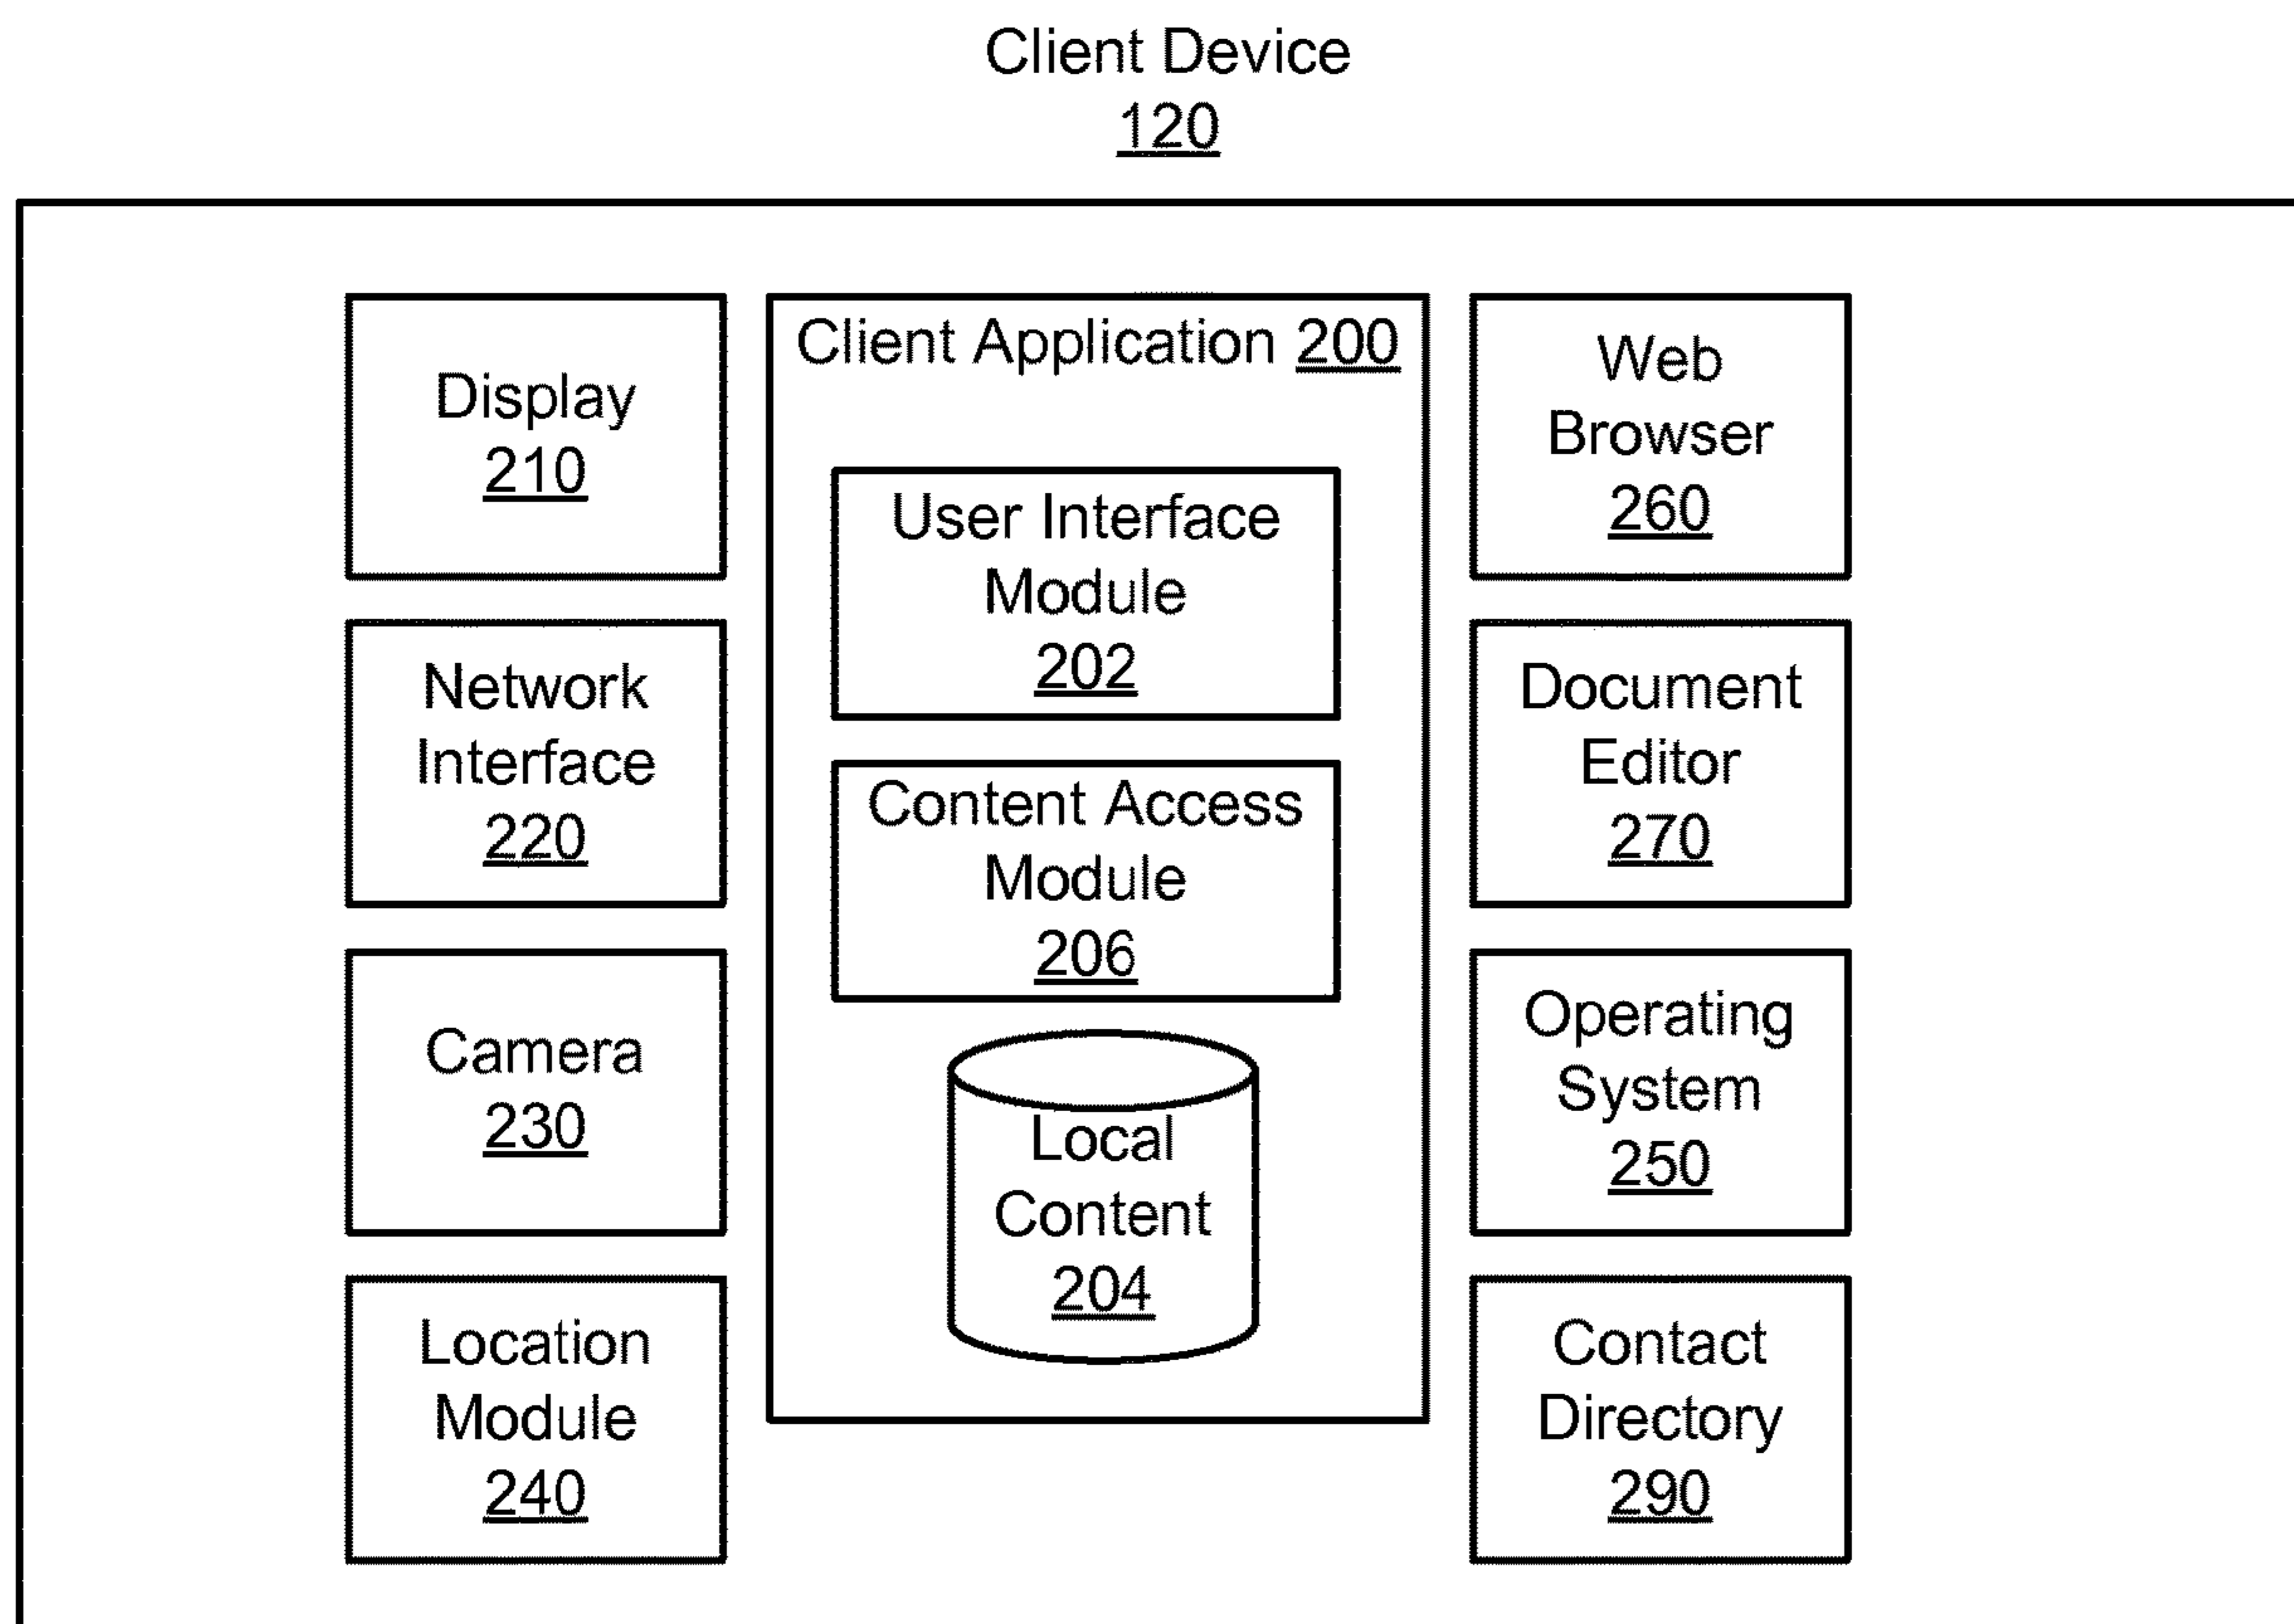 Client Device
120
Display
210
Network
Interface
220
Camera
230
Location
Module
240
Client Application 200
User Interface
Module
202
Content Access
Module
206
Local
Content
204
Web
Browser
260
Document
Editor
270
Operating
System
250
Contact
Directory
290